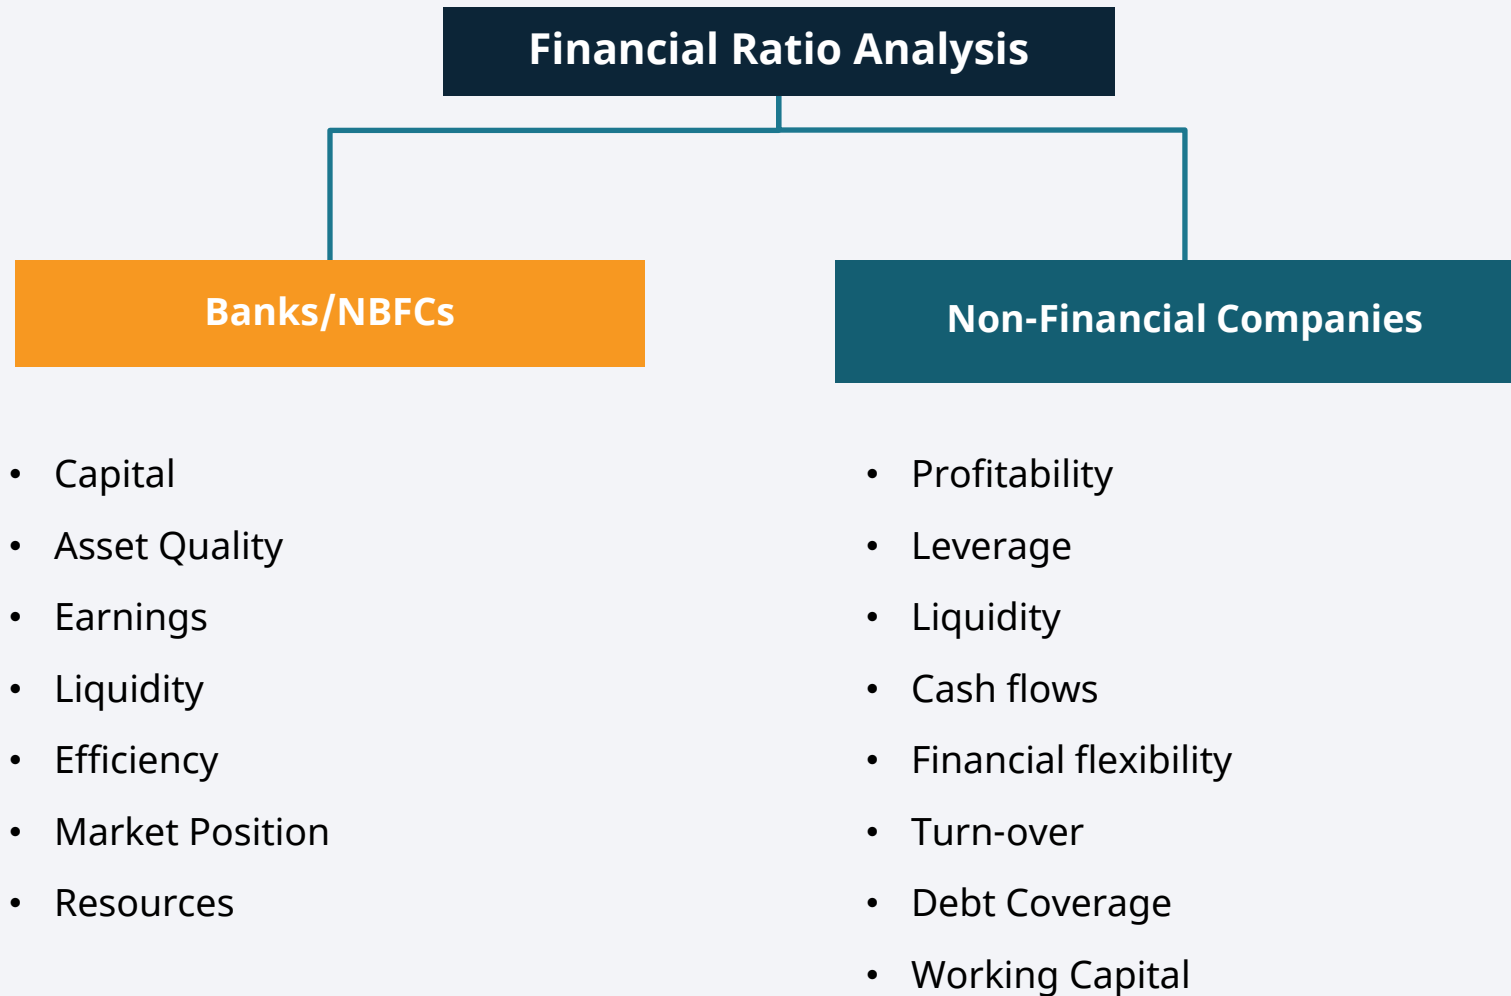 Financial Ratio Analysis
Banks/NBFCs
• Capital
• Asset Quality
• Earnings
• Liquidity
• Efficiency
• Market Position
• Resources
Non-Financial Companies
• Profitability
• Leverage
• Liquidity
• Cash flows
• Financial flexibility
• Turn-over
• Debt Coverage
• Working Capital